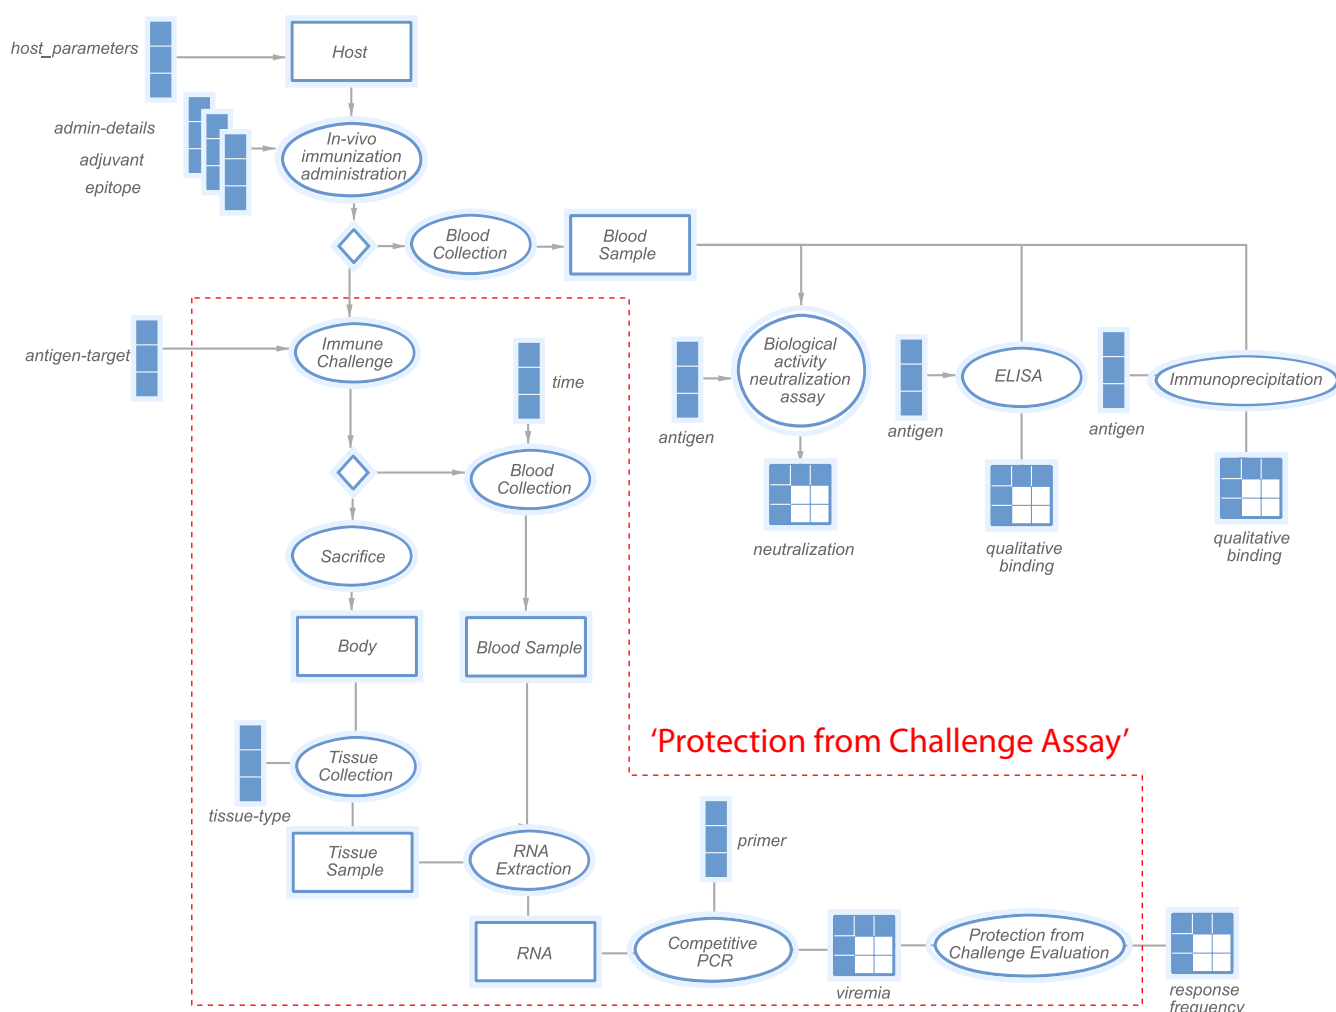 host_parameters
Host
admin-details
adjuvant
epitope
In-vivo
immunization
administration
Blood
Collection
Blood
Sample
antigen-target
Immune
Challenge
time
antigen
Biological
activity
neutralization
assay
antigen
ELISA
antigen
Immunoprecipitation
Blood
Collection
neutralization
qualitative
binding
qualitative
binding
Sacrifice
Body
Blood Sample
'Protection from Challenge Assay'
Tissue
Collection
tissue-type
Tissue
Sample
RNA
Extraction
primer
RNA
Competitive
PCR
viremia
Protection from
Challenge Evaluation
response
frequency